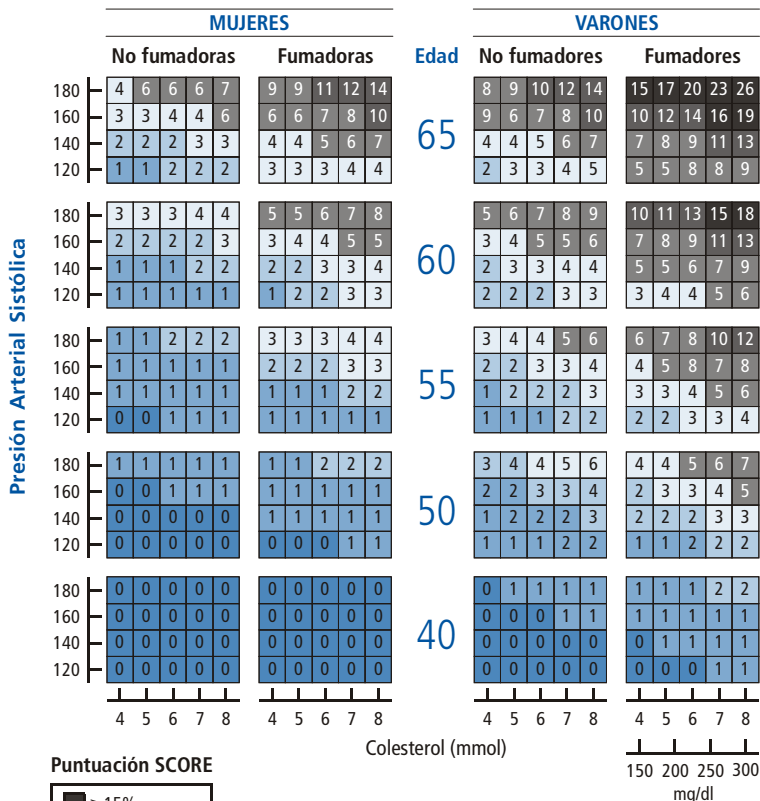 MUJERES VARONES
No fumadoras Fumadoras Edad No fumadores Fumadores
180 4 6 6 6 7 9 9 11 12 14 8 9 10 12 14 15 17 20 23 26
160 3 3 4 4 6 6 6 7 8 10 9 6 7 8 10 10 12 14 16 19
65
140 2 2 2 3 3 4 4 5 6 7 4 4 5 6 7 7 8 9 11 13
120 1 1 2 2 2 3 3 3 4 4 2 3 3 4 5 5 5 8 8 9
180 3 3 3 4 4 5 5 6 7 8 5 6 7 8 9 10 11 13 15 18
160 2 2 2 2 3 3 4 4 5 5 3 4 5 5 6 7 8 9 11 13
60
140 1 1 1 2 2 2 2 3 3 4 2 3 3 4 4 5 5 6 7 9
120 1 1 1 1 1 1 2 2 3 3 2 2 2 3 3 3 4 4 5 6
Presión Arterial Sistólica
180 1 1 2 2 2 3 3 3 4 4 3 4 4 5 6 6 7 8 10 12
160 1 1 1 1 1 2 2 2 3 3 2 2 3 3 4 4 5 8 7 8
55
140 1 1 1 1 1 1 1 1 2 2 1 2 2 2 3 3 3 4 5 6
120 0 0 1 1 1 1 1 1 1 1 1 1 1 2 2 2 2 3 3 4
180 1 1 1 1 1 1 1 2 2 2 3 4 4 5 6 4 4 5 6 7
160 0 0 1 1 1 1 1 1 1 1 2 2 3 3 4 2 3 3 4 5
50
140 0 0 0 0 0 1 1 1 1 1 1 2 2 2 3 2 2 2 3 3
120 0 0 0 0 0 0 0 0 1 1 1 1 1 2 2 1 1 2 2 2
180 0 0 0 0 0 0 0 0 0 0 0 1 1 1 1 1 1 1 2 2
160 0 0 0 0 0 0 0 0 0 0 0 0 0 1 1 1 1 1 1 1
40
140 0 0 0 0 0 0 0 0 0 0 0 0 0 0 0 0 1 1 1 1
120 0 0 0 0 0 0 0 0 0 0 0 0 0 0 0 0 0 0 1 1
4 5 6 7 8 4 5 6 7 8 4 5 6 7 8 4 5 6 7 8
Colesterol (mmol)
Puntuación SCORE
150 200 250 300
mg/dl